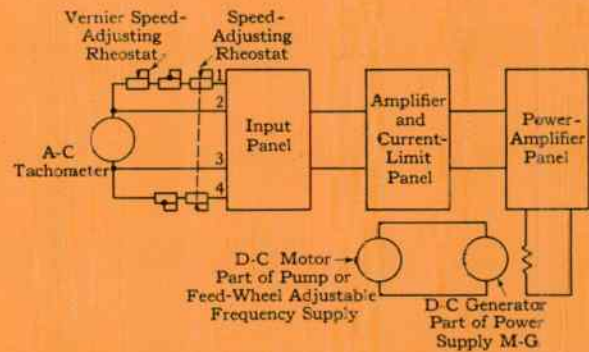 Vernier Speed-
Adjusting
Rheostat
Speed-
Adjusting
Rheostat
1
2
3
4
A-C
Tachometer
Input
Panel
Amplifier
and
Current-
Limit
Panel
Power-
Amplifier
Panel
D-C Motor
Part of Pump or
Feed-Wheel Adjustable
Frequency Supply
D-C Generator
Part of Power
Supply M-G